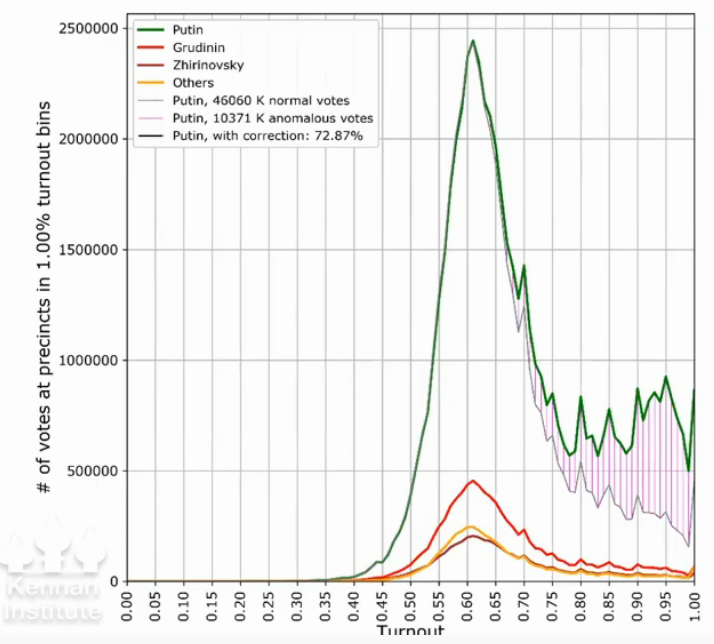 # of votes at precincts in 1.00% turnout bins
2500000
2000000
1500000
1000000
500000
0
Putin
Grudinin
Zhirinovsky
Others
Putin, 46060 K normal votes
Putin, 10371 K anomalous votes
Putin, with correction: 72.87%
0.00
0.05
0.10
0.15
0.20
0.25
0.30
0.35
0.40
0.45
0.50
0.55
0.60
0.65
0.70
0.75
0.80
0.85
0.90
0.95
1.00
Turnout
Kennan
Institute